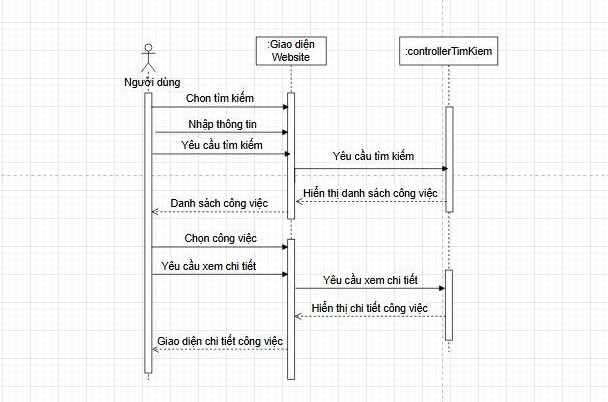 :Giao diện
Website
:controllerTimKiem
Người dùng
Chon tìm kiếm
Nhập thông tin
Yêu cầu tìm kiếm
Yêu cầu tìm kiếm
Hiển thị danh sách công việc
Danh sách công việc
Chọn công việc
Yêu cầu xem chi tiết
Yêu cầu xem chi tiết
Hiển thị chi tiết công việc
Giao diện chi tiết công việc